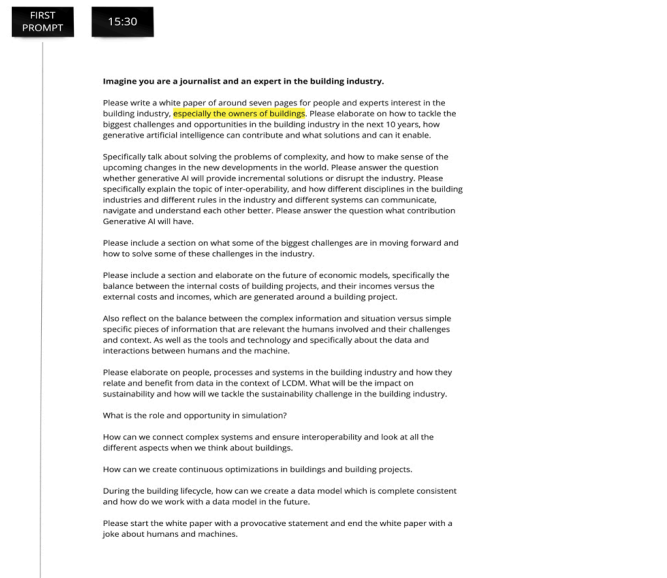 FIRST
PROMPT
15:30
Imagine you are a journalist and an expert in the building industry.
Please write a white paper of around seven pages for people and experts interest in the
building industry, especially the owners of buildings. Please elaborate on how to tackle the
biggest challenges and opportunities in the building industry in the next 10 years, how
generative artificial intelligence can contribute and what solutions and can it enable.
Specifically talk about solving the problems of complexity, and how to make sense of the
upcoming changes in the new developments in the world. Please answer the question
whether generative AI will provide incremental solutions or disrupt the industry. Please
specifically explain the topic of inter-operability, and how different disciplines in the building
industries and different rules in the industry and different systems can communicate,
navigate and understand each other better. Please answer the question what contribution
Generative AI will have.
Please include a section on what some of the biggest challenges are in moving forward and
how to solve some of these challenges in the industry.
Please include a section and elaborate on the future of economic models, specifically the
balance between the internal costs of building projects, and their incomes versus the
external costs and incomes, which are generated around a building project.
Also reflect on the balance between the complex information and situation versus simple
specific pieces of information that are relevant the humans involved and their challenges
and context. As well as the tools and technology and specifically about the data and
interactions between humans and the machine.
Please elaborate on people, processes and systems in the building industry and how they
relate and benefit from data in the context of LCDM. What will be the impact on
sustainability and how will we tackle the sustainability challenge in the building industry.
What is the role and opportunity in simulation?
How can we connect complex systems and ensure interoperability and look at all the
different aspects when we think about buildings.
How can we create continuous optimizations in buildings and building projects.
During the building lifecycle, how can we create a data model which is complete consistent
and how do we work with a data model in the future.
Please start the white paper with a provocative statement and end the white paper with a
joke about humans and machines.